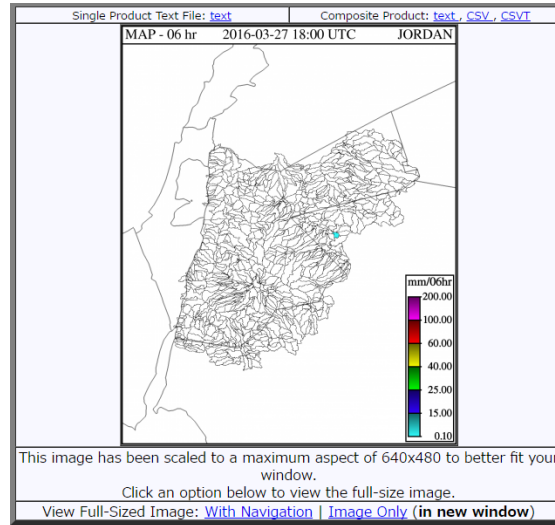 Single Product Text File: text
Composite Product: text , CSV , CSVT
MAP - 06 hr 2016-03-27 18:00 UTC JORDAN
mm/06hr
200.00
100.00
60.00
40.00
25.00
15.00
0.10
This image has been scaled to a maximum aspect of 640x480 to better fit your
window.
Click an option below to view the full-size image.
View Full-Sized Image: With Navigation | Image Only (in new window)